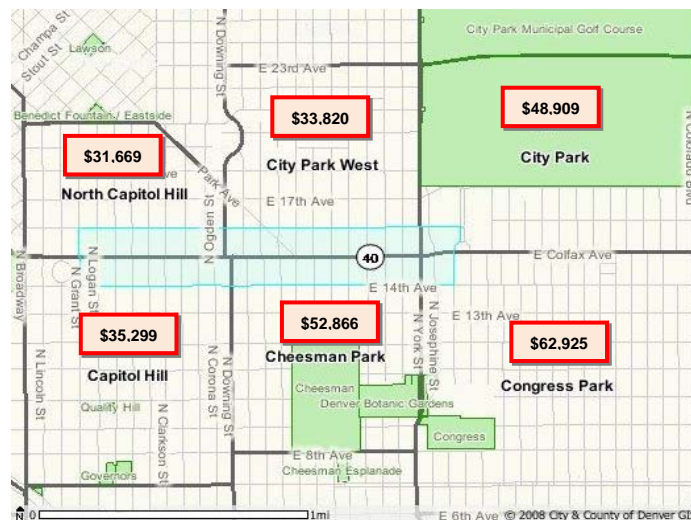 City Park Municipal Golf Course
Champa St
Stout St
Lawson
N Downing St
E 23rd Ave
Benedict Fountain / Eastside
$33,820
$48,909
N Colorado Blvd
$31,669
City Park West
City Park
ve
Park Ave
North Capitol Hill
E 17th Ave
N Ogden St
N Broadway
N Logan St
N Grant St
40
E Colfax Ave
E 14th Ave
$35,299
$52,866
N York St
N Josephine St
E 13th Ave
$62,925
Cheesman Park
Capitol Hill
Congress Park
N Lincoln St
N Corona St
N Downing St
Cheesman
Denver Botanic Gardens
Quality Hill
N Clarkson St
Congress
E 8th Ave
Governors
Cheesman Esplanade
N
0
1mi
E 6th Ave
© 2008 City & County of Denver GI